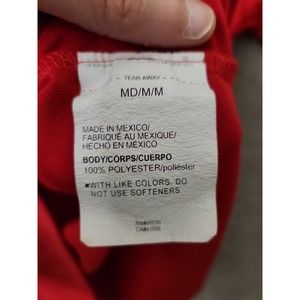 - TEAR AWAY -
MD/M/M
MADE IN MEXICO/
FABRIQUÉ AU MEXIQUE/
HECHO EN MÉXICO
BODY/CORPS/CUERPO
100% POLYESTER/poliéster
•WITH LIKE COLORS. DO
NOT USE SOFTENERS